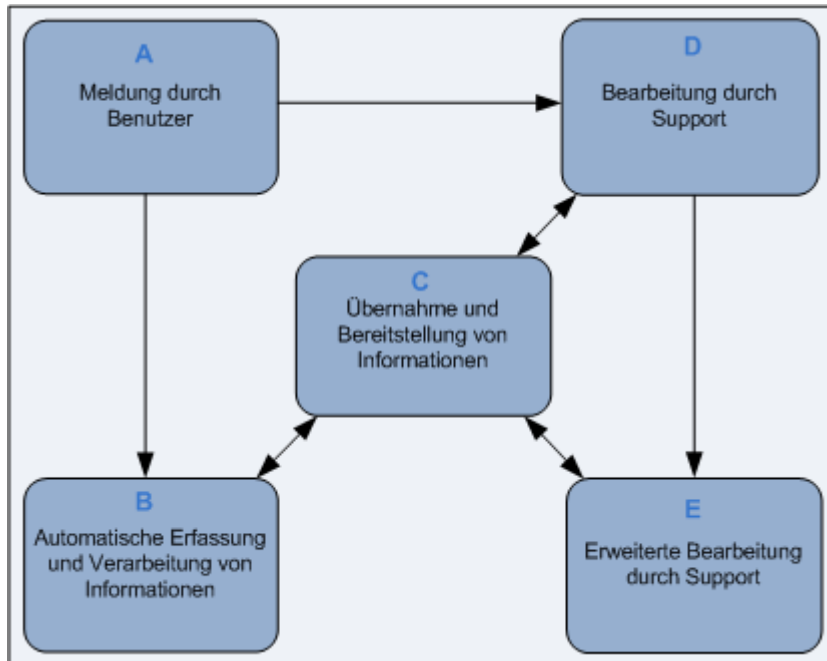 A
Meldung durch
Benutzer
D
Bearbeitung durch
Support
C
Übernahme und
Bereitstellung von
Informationen
B
Automatische Erfassung
und Verarbeitung von
Informationen
E
Erweiterte Bearbeitung
durch Support